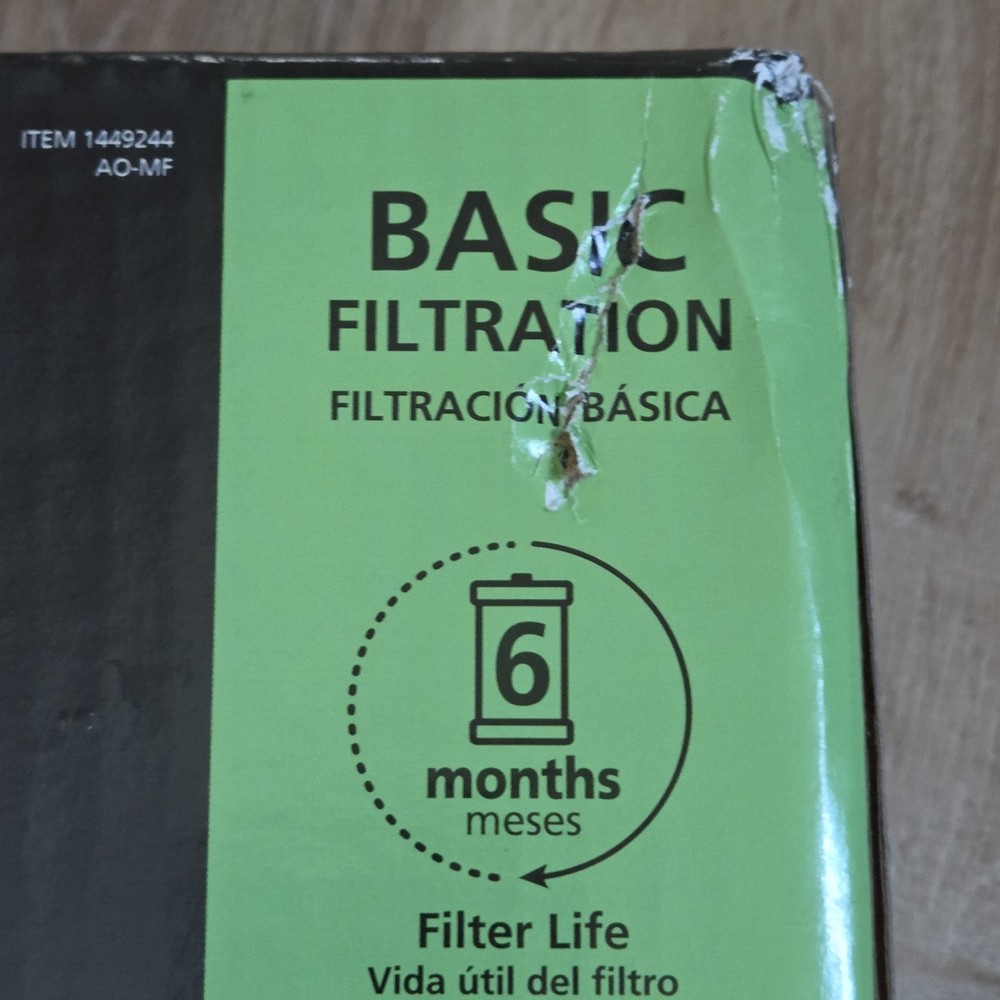 ITEM 1449244
AO-MF
BASIC
FILTRATION
FILTRACIÓN BÁSICA
6
months
meses
Filter Life
Vida útil del filtro